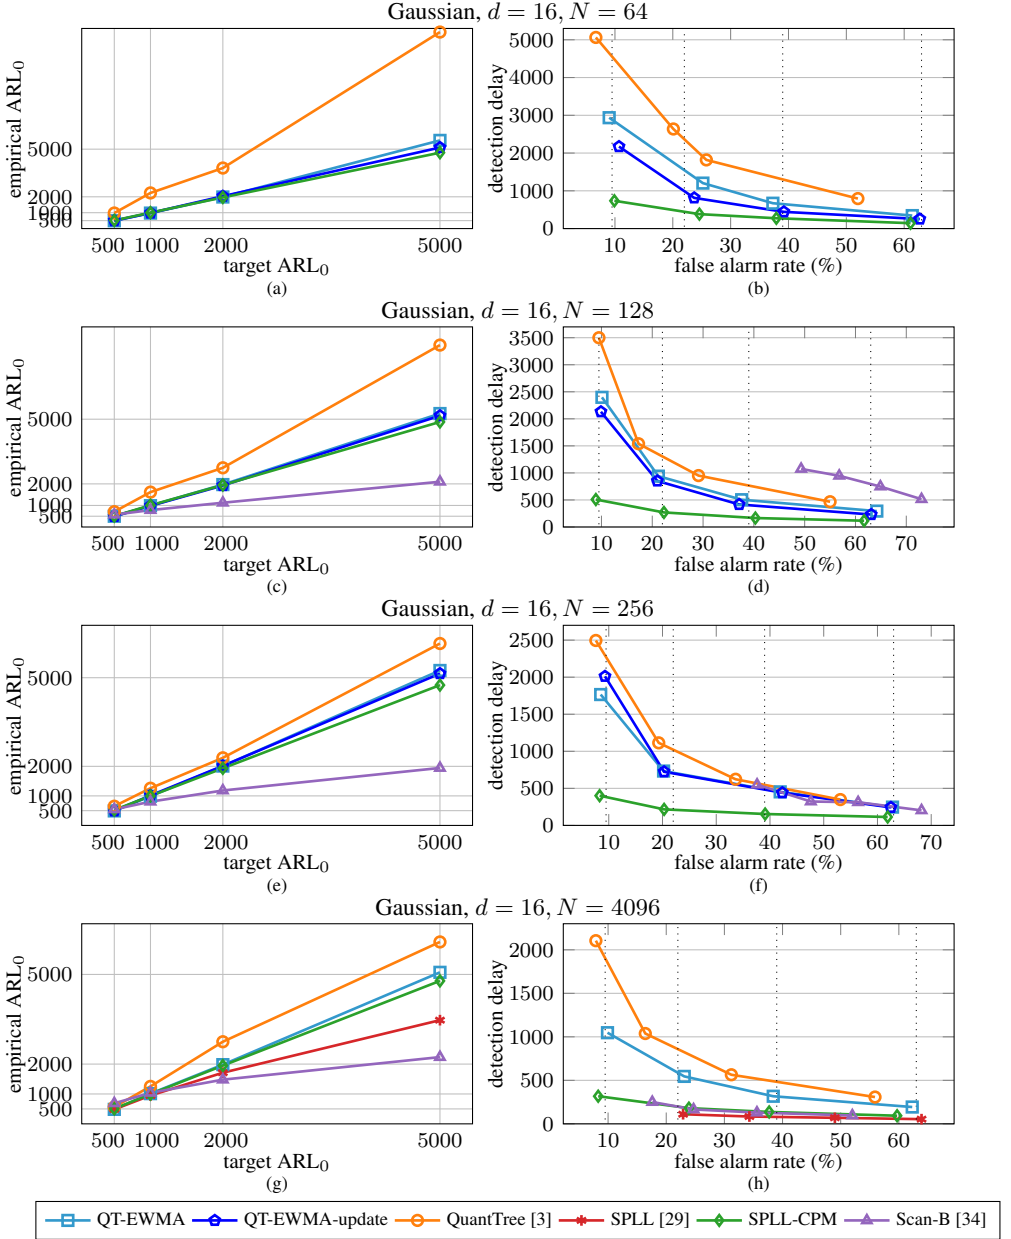 Gaussian, d = 16, N = 64
empirical ARL₀
5000
2000
1000
500
500 1000 2000 5000
target ARL₀
(a)
detection delay
5000
4000
3000
2000
1000
0
10 20 30 40 50 60
false alarm rate (%)
(b)
Gaussian, d = 16, N = 128
empirical ARL₀
5000
2000
1000
500
500 1000 2000 5000
target ARL₀
(c)
detection delay
3500
3000
2500
2000
1500
1000
500
0
10 20 30 40 50 60 70
false alarm rate (%)
(d)
Gaussian, d = 16, N = 256
empirical ARL₀
5000
2000
1000
500
500 1000 2000 5000
target ARL₀
(e)
detection delay
2500
2000
1500
1000
500
0
10 20 30 40 50 60 70
false alarm rate (%)
(f)
Gaussian, d = 16, N = 4096
empirical ARL₀
5000
2000
1000
500
500 1000 2000 5000
target ARL₀
(g)
detection delay
2000
1500
1000
500
0
10 20 30 40 50 60
false alarm rate (%)
(h)
QT-EWMA QT-EWMA-update QuantTree [3] SPLL [29] SPLL-CPM Scan-B [34]